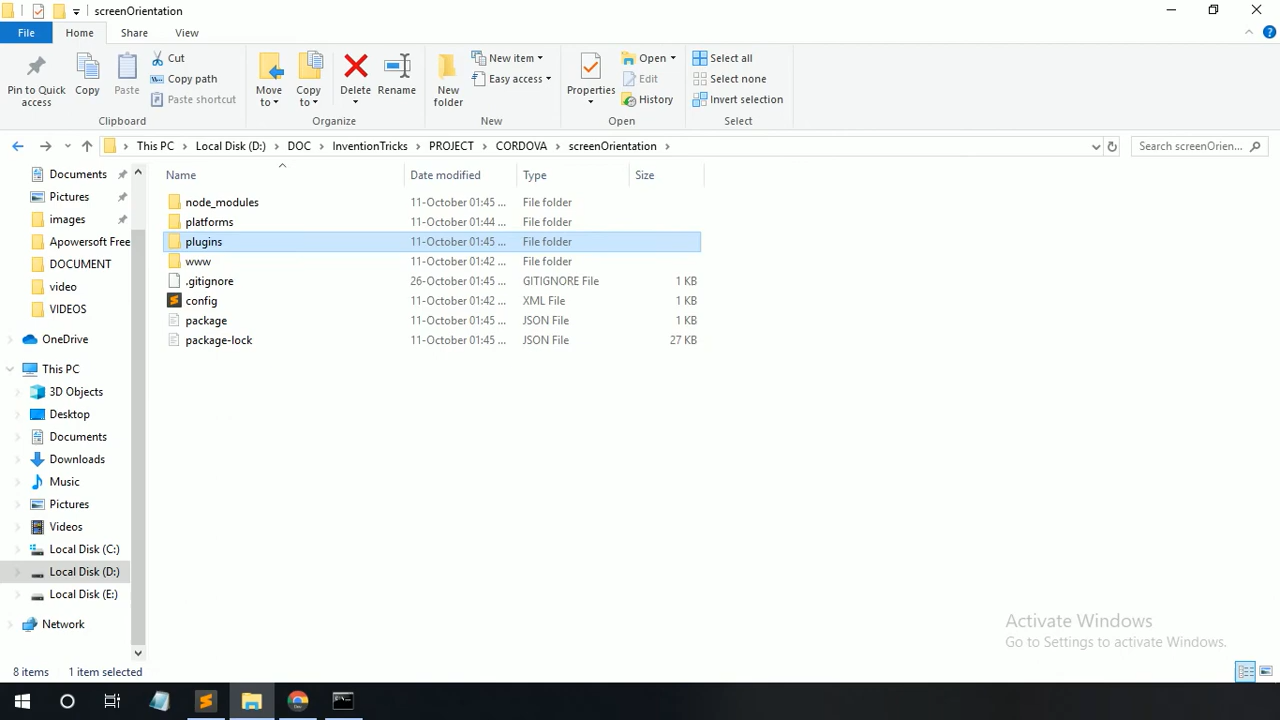 screenOrientation
File Home Share View
Pin to Quick access
Copy
Paste
Cut
Copy path
Paste shortcut
Clipboard
Move to
Copy to
Delete
Rename
Organize
New folder
New item
Easy access
New
Properties
Open
Edit
History
Open
Select all
Select none
Invert selection
Select
This PC > Local Disk (D:) > DOC > InventionTricks > PROJECT > CORDOVA > screenOrientation >
Search screenOrien...
Documents
Pictures
images
Apowersoft Free
DOCUMENT
video
VIDEOS
OneDrive
This PC
3D Objects
Desktop
Documents
Downloads
Music
Pictures
Videos
Local Disk (C:)
Local Disk (D:)
Local Disk (E:)
Network
Name Date modified Type Size
node_modules 11-October 01:45 ... File folder
platforms 11-October 01:44 ... File folder
plugins 11-October 01:45 ... File folder
www 11-October 01:42 ... File folder
.gitignore 26-October 01:45 ... GITIGNORE File 1 KB
config 11-October 01:42 ... XML File 1 KB
package 11-October 01:45 ... JSON File 1 KB
package-lock 11-October 01:45 ... JSON File 27 KB
Activate Windows
Go to Settings to activate Windows.
8 items 1 item selected